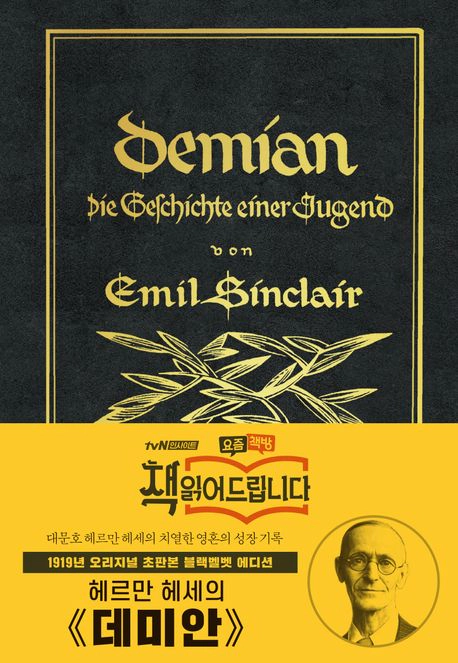 Demian
Die Geschichte einer Jugend
von
Emil Sinclair
tvN 인사이트
요즘책방
책 읽어드립니다
대문호 헤르만 헤세의 치열한 영혼의 성장 기록
1919년 오리지널 초판본 블랙벨벳 에디션
헤르만 헤세의
《데미안》